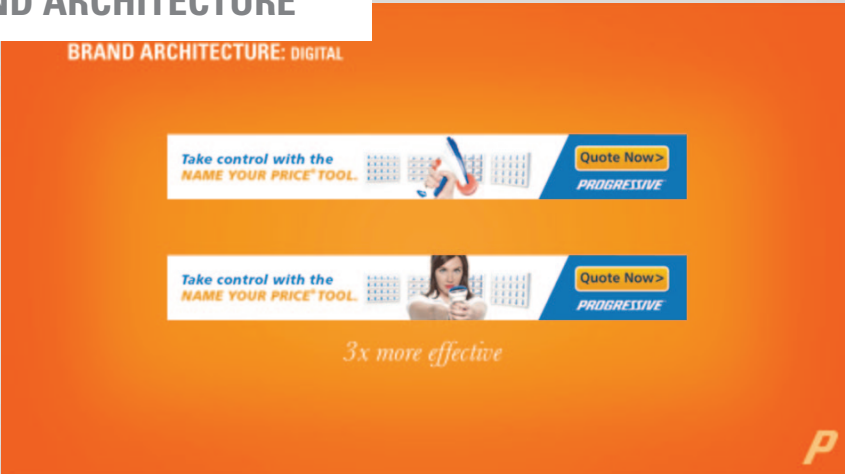 ND ARCHITECTURE
BRAND ARCHITECTURE: DIGITAL
Take control with the
NAME YOUR PRICE® TOOL.
Quote Now>
PROGRESSIVE
Take control with the
NAME YOUR PRICE® TOOL.
Quote Now>
PROGRESSIVE
3x more effective
P